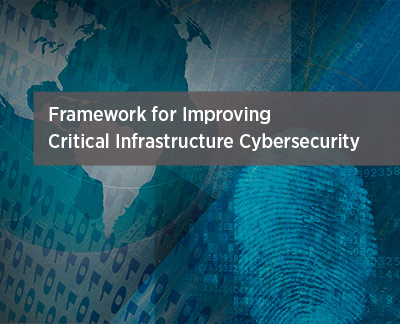 Framework for Improving
Critical Infrastructure Cybersecurity